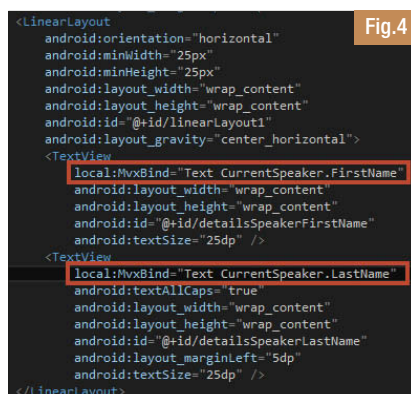 Fig.4
<LinearLayout
android:orientation="horizontal"
android:minWidth="25px"
android:minHeight="25px"
android:layout_width="wrap_content"
android:layout_height="wrap_content"
android:id="@+id/linearLayout1"
android:layout_gravity="center_horizontal">
<TextView
local:MvxBind="Text CurrentSpeaker.FirstName"
android:layout_width="wrap_content"
android:layout_height="wrap_content"
android:id="@+id/detailsSpeakerFirstName"
android:textSize="25dp" />
<TextView
local:MvxBind="Text CurrentSpeaker.LastName"
android:textAllCaps="true"
android:layout_width="wrap_content"
android:layout_height="wrap_content"
android:id="@+id/detailsSpeakerLastName"
android:layout_marginLeft="5dp"
android:textSize="25dp" />
</LinearLayout>